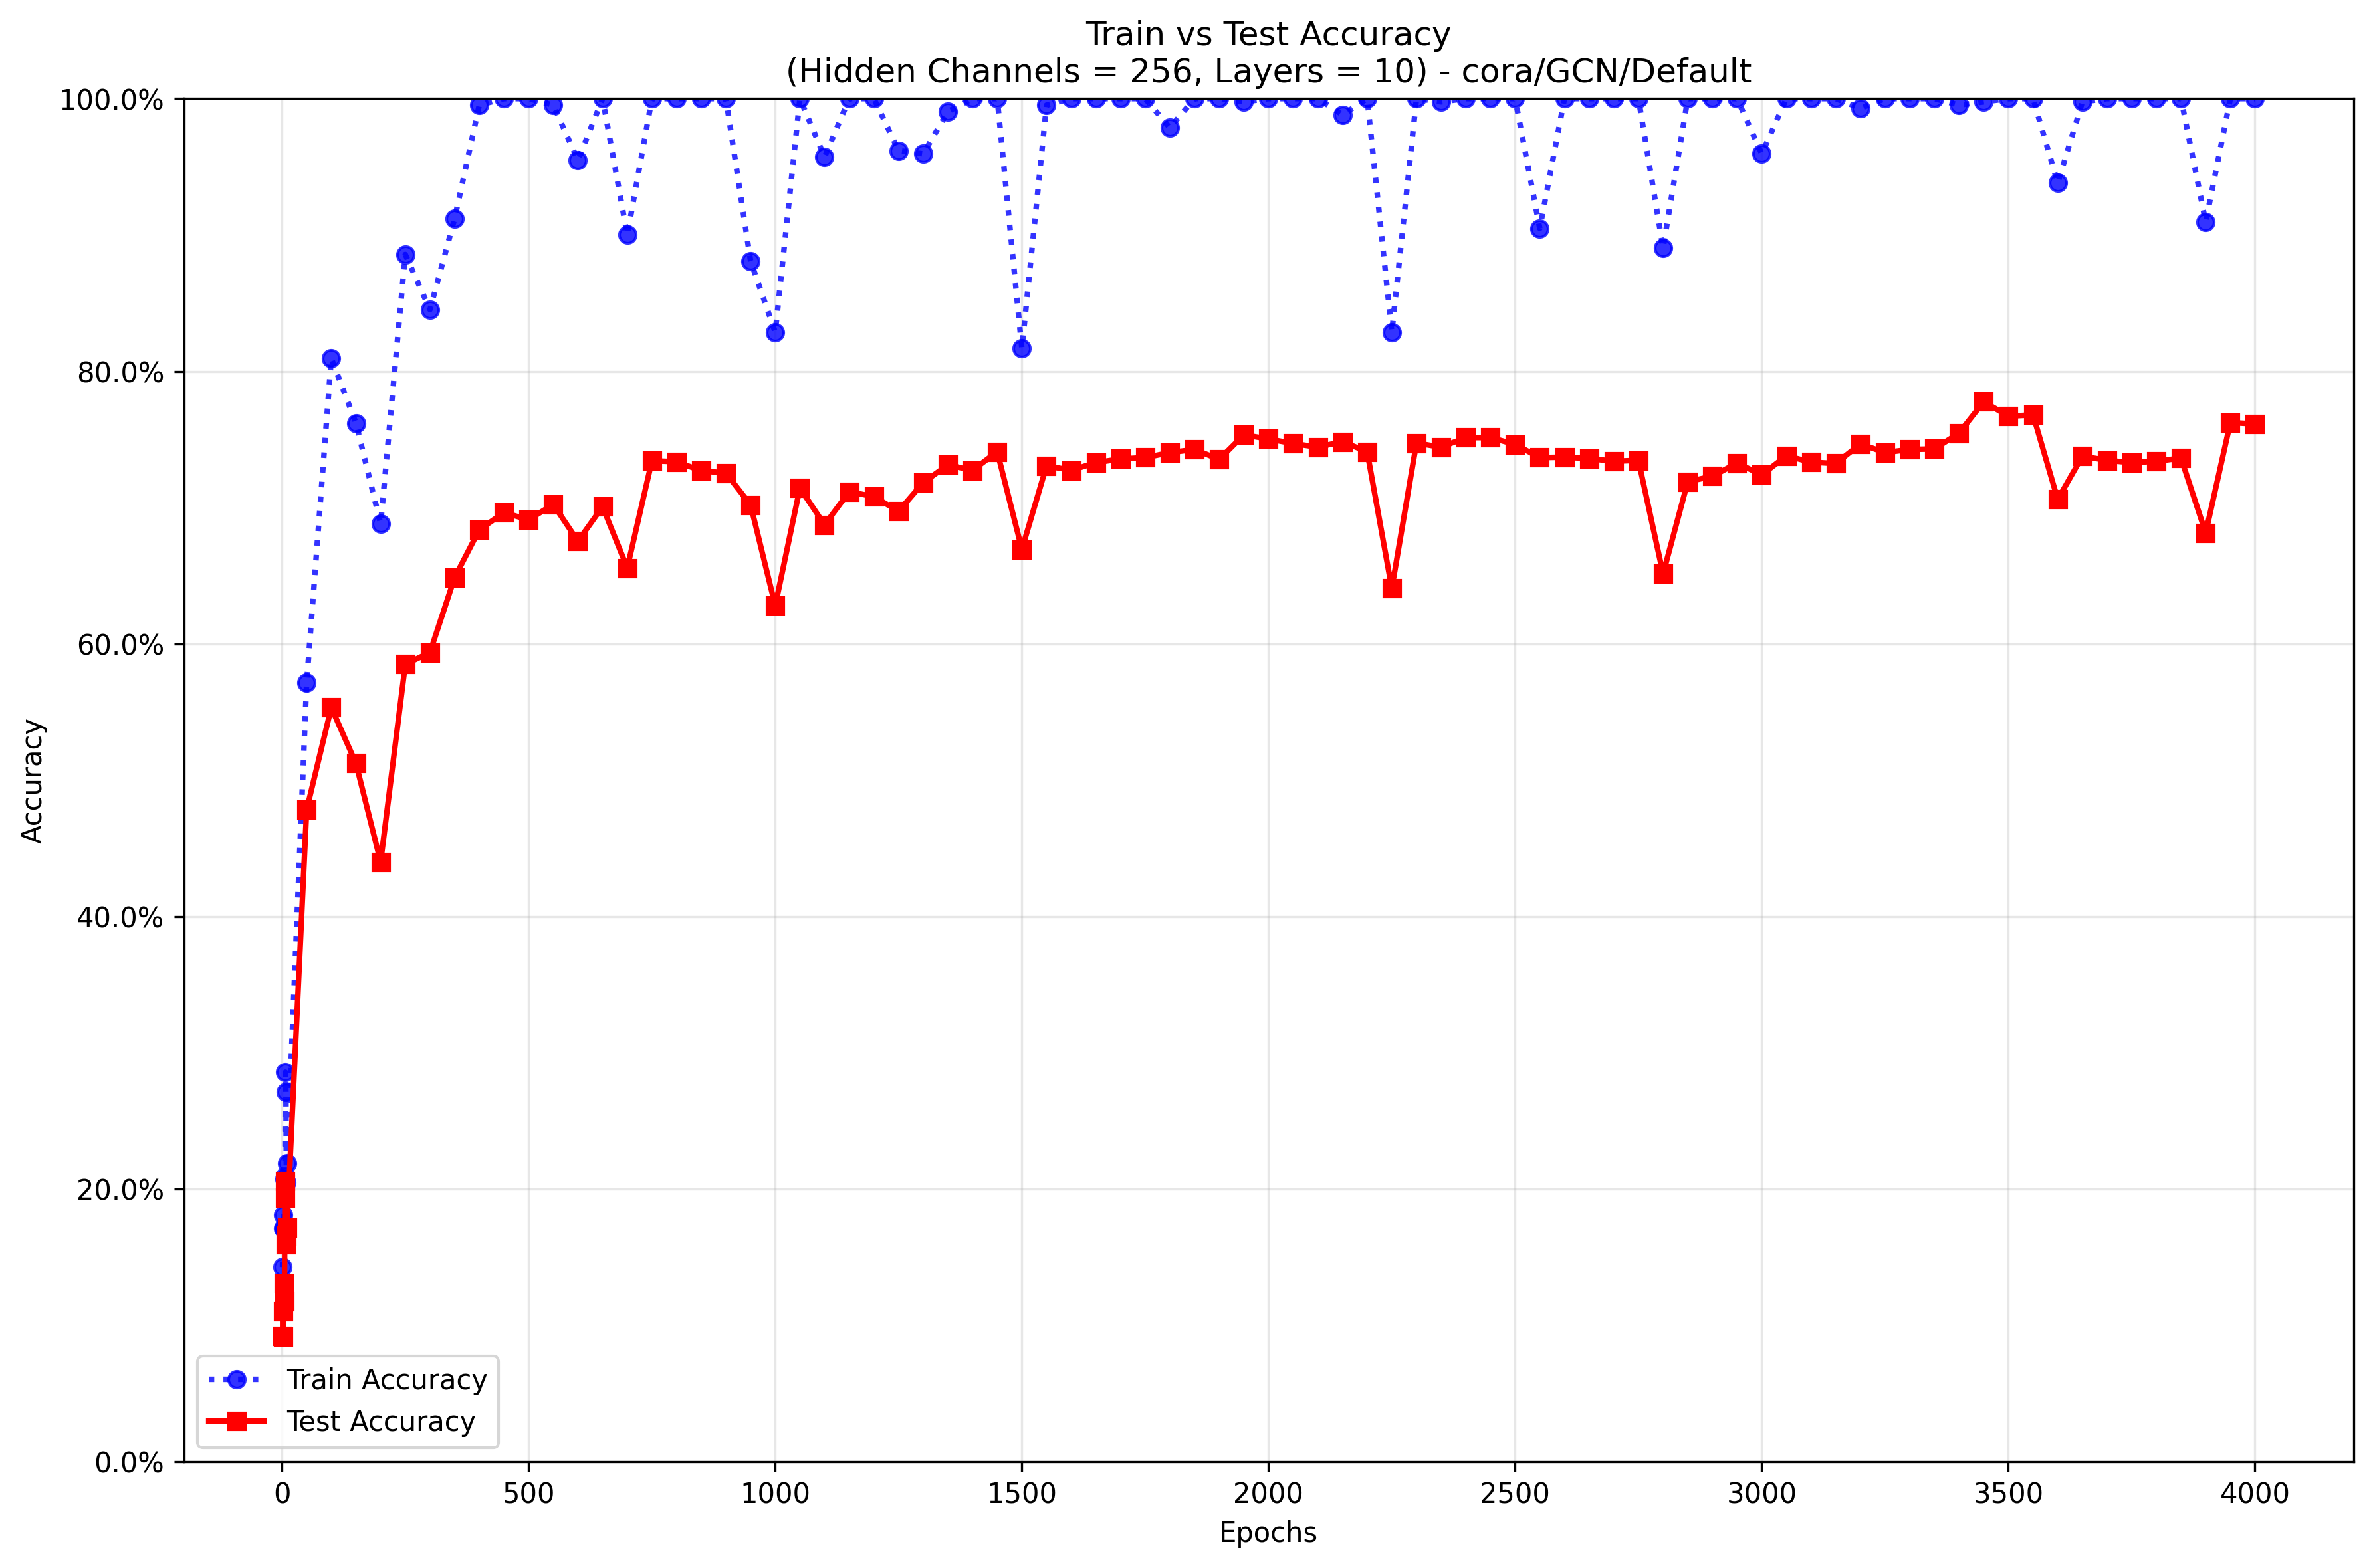 Train vs Test Accuracy
(Hidden Channels = 256, Layers = 10) - cora/GCN/Default
100.0%
80.0%
60.0%
40.0%
20.0%
0.0%
Accuracy
Train Accuracy
Test Accuracy
0 500 1000 1500 2000 2500 3000 3500 4000
Epochs